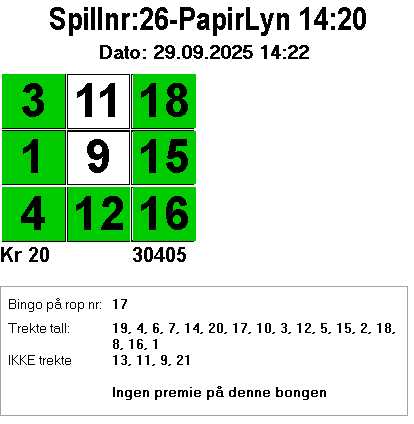 Spillnr:26-PapirLyn 14:20
Dato: 29.09.2025 14:22
3 11 18
1 9 15
4 12 16
Kr 20 30405
Bingo på rop nr: 17
Trekte tall: 19, 4, 6, 7, 14, 20, 17, 10, 3, 12, 5, 15, 2, 18,
8, 16, 1
IKKE trekte 13, 11, 9, 21
Ingen premie på denne bongen